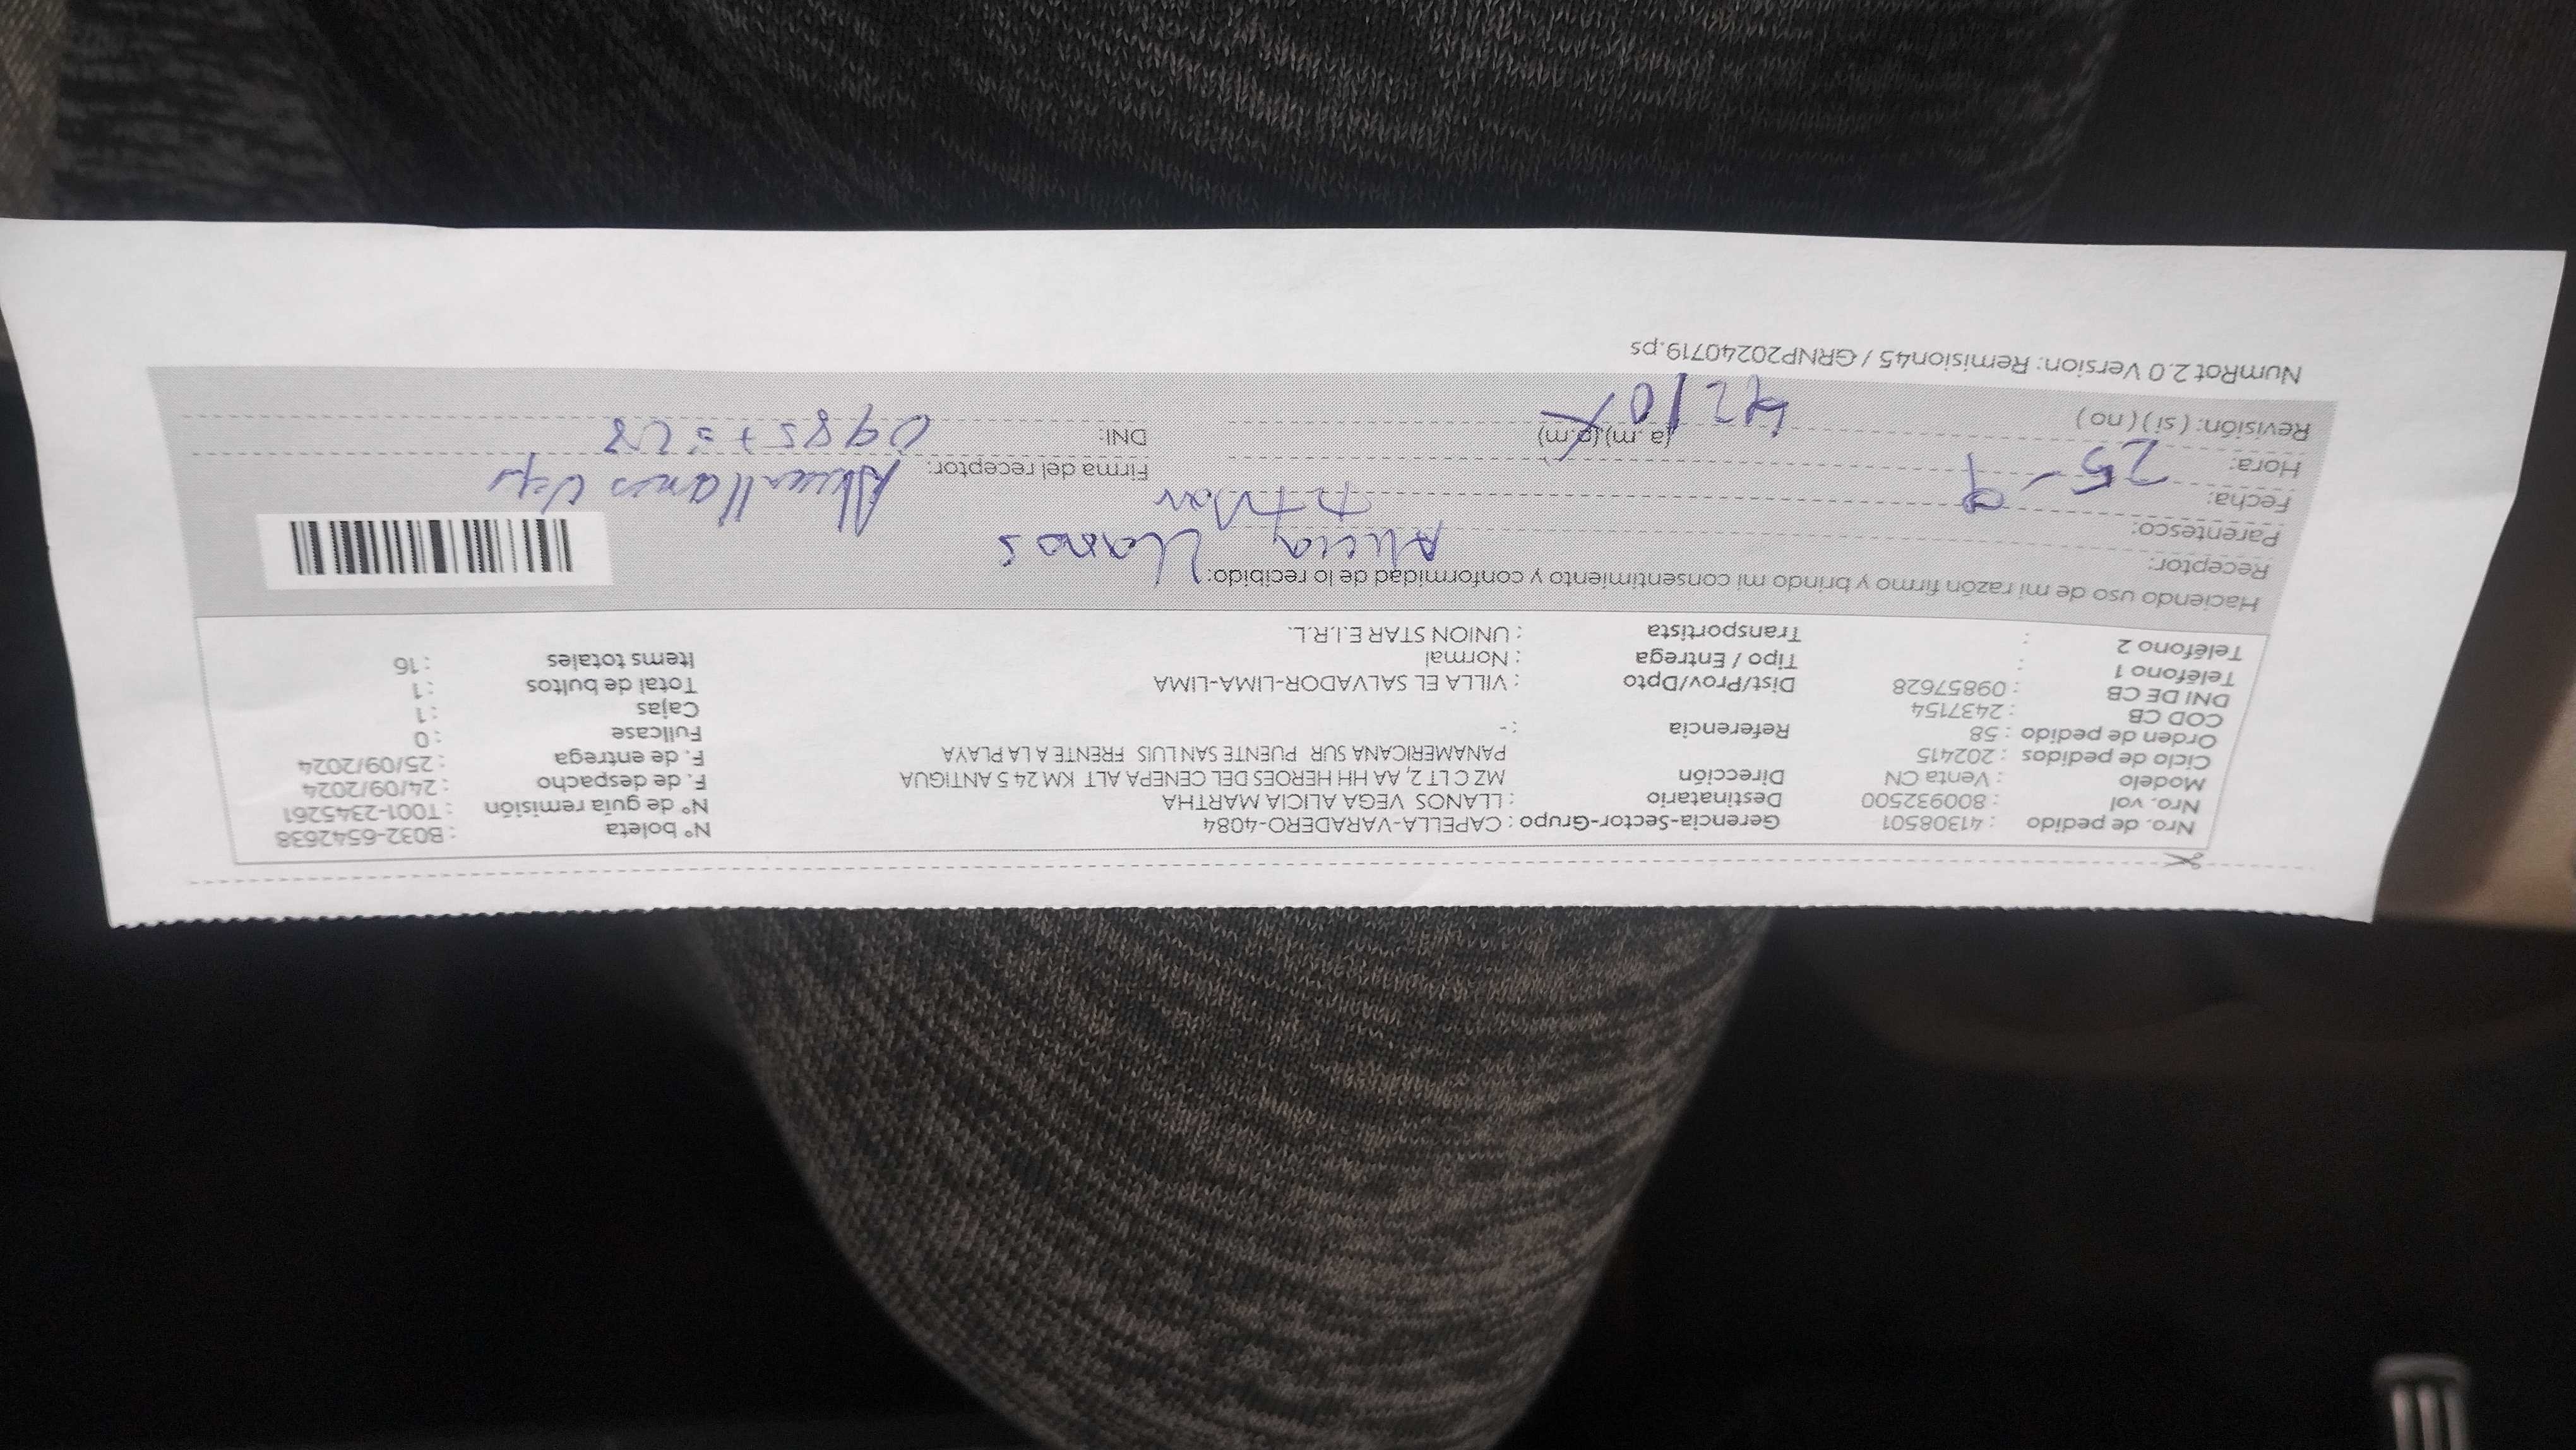 Nro. de pedido : 41308501 Gerencia-Sector-Grupo : CAPELLA-VARADERO-4084 Nº boleta : B032-6542638
Nro. vol : 800932500 Destinatario : LLANOS VEGA ALICIA MARTHA Nº de guía remisión : T001-2345261
Modelo : Venta CN Dirección MZ C LT 2, AA HH HEROES DEL CENEPA ALT KM 24 5 ANTIGUA F. de despacho : 24/09/2024
Ciclo de pedidos : 202415 PANAMERICANA SUR PUENTE SAN LUIS FRENTE A LA PLAYA F. de entrega : 25/09/2024
Orden de pedido : 58 Referencia : - Fullcase : 0
COD CB : 2437154 Cajas : 1
DNI DE CB : 09857628 Dist/Prov/Dpto : VILLA EL SALVADOR-LIMA-LIMA Total de bultos : 1
Teléfono 1 : Tipo / Entrega : Normal Items totales : 16
Teléfono 2 : Transportista : UNION STAR E.I.R.L.
Haciendo uso de mi razón firmo y brindo mi consentimiento y conformidad de lo recibido:
Receptor: Alicia Llanos
Parentesco:
Fecha: 25-9 Firma del receptor:
Hora: (a.m) (p.m) DNI:
Revisión: ( si ) ( no )
NumRot 2.0 Version: Remision45 / GRNP20240719.ps